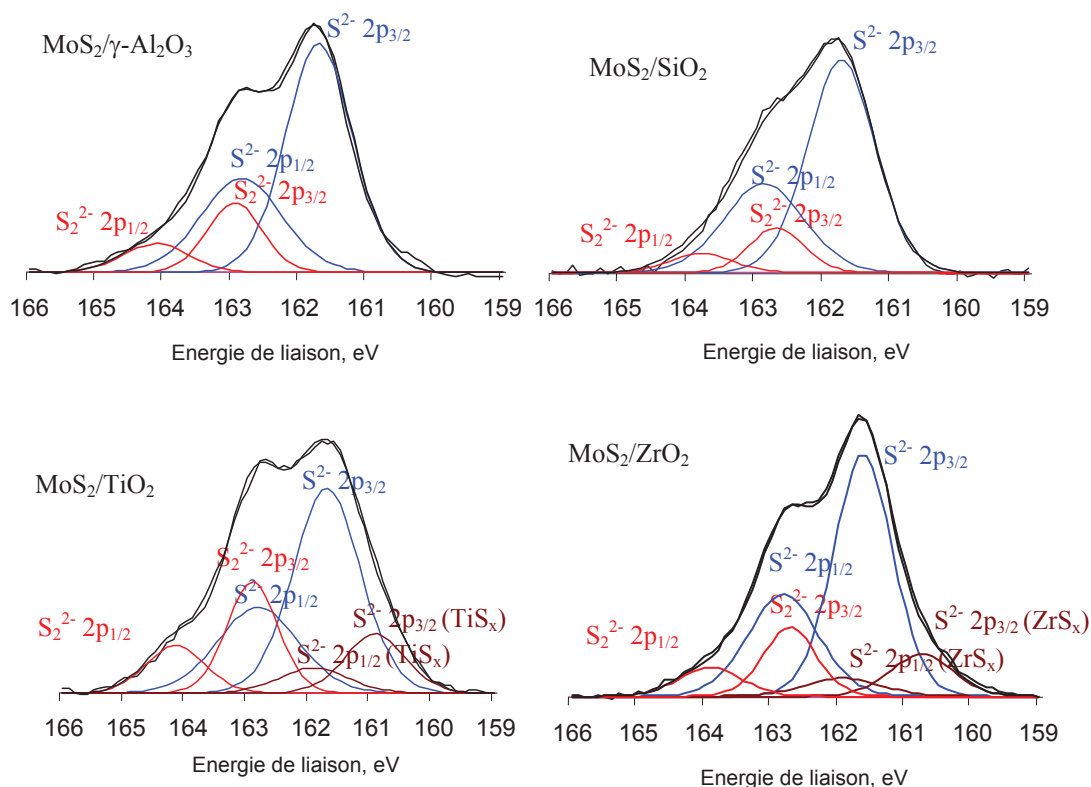 MoS₂/γ-Al₂O₃
S²⁻ 2p₃/₂
S²⁻ 2p₁/₂
S₂²⁻ 2p₃/₂
S₂²⁻ 2p₁/₂
166 165 164 163 162 161 160 159
Energie de liaison, eV
MoS₂/SiO₂
S²⁻ 2p₃/₂
S²⁻ 2p₁/₂
S₂²⁻ 2p₃/₂
S₂²⁻ 2p₁/₂
166 165 164 163 162 161 160 159
Energie de liaison, eV
MoS₂/TiO₂
S²⁻ 2p₃/₂
S₂²⁻ 2p₃/₂
S²⁻ 2p₁/₂
S²⁻ 2p₃/₂ (TiSₓ)
S₂²⁻ 2p₁/₂
S²⁻ 2p₁/₂ (TiSₓ)
166 165 164 163 162 161 160 159
Energie de liaison, eV
MoS₂/ZrO₂
S²⁻ 2p₃/₂
S²⁻ 2p₁/₂
S₂²⁻ 2p₃/₂
S²⁻ 2p₃/₂ (ZrSₓ)
S₂²⁻ 2p₁/₂
S²⁻ 2p₁/₂ (ZrSₓ)
166 165 164 163 162 161 160 159
Energie de liaison, eV